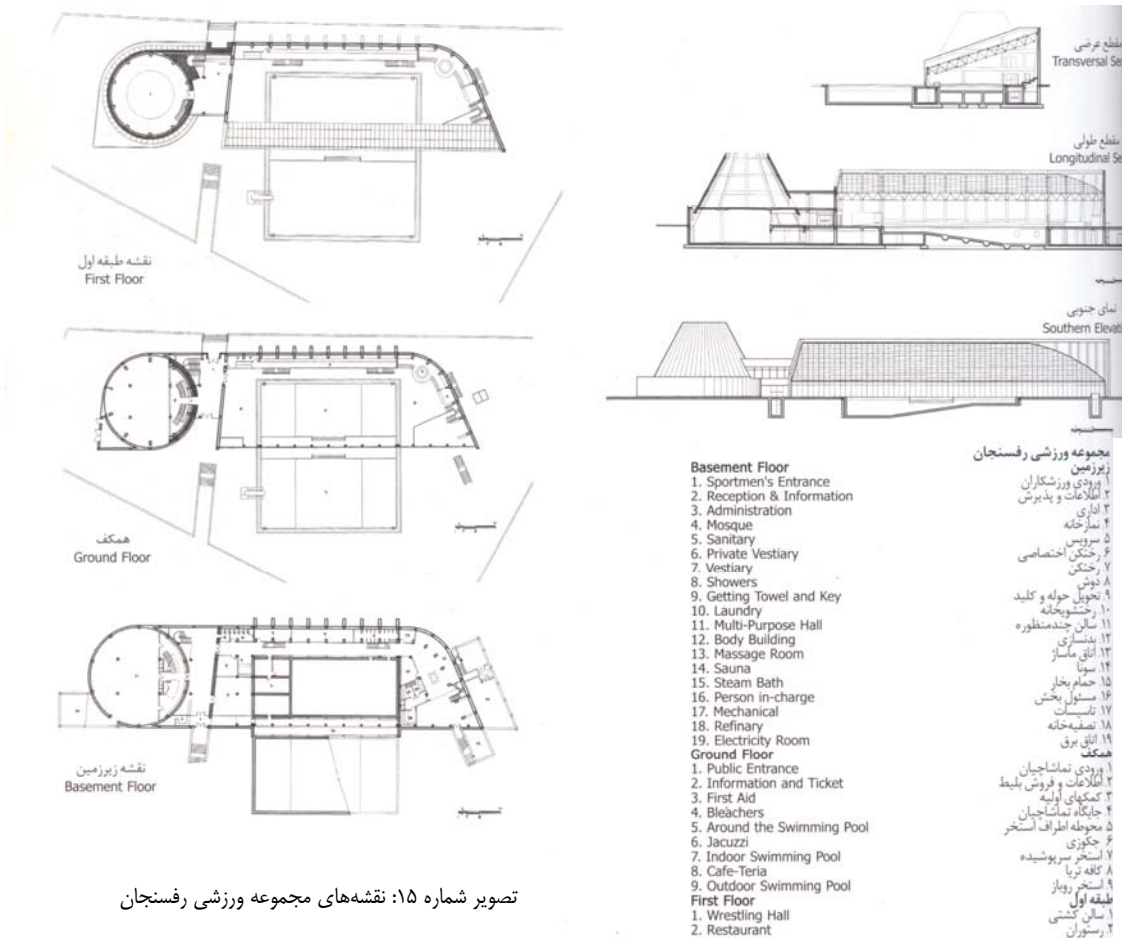 نقشه طبقه اول
First Floor
همکف
Ground Floor
نقشه زیرزمین
Basement Floor
تصویر شماره ۱۵: نقشه‌های مجموعه ورزشی رفسنجان
مقطع عرضی
Transversal Se
مقطع طولی
Longitudinal Se
نمای جنوبی
Southern Elevati
مجموعه ورزشی رفسنجان
Basement Floor زیرزمین
1. Sportmen's Entrance ۱. ورودی ورزشکاران
2. Reception & Information ۲. اطلاعات و پذیرش
3. Administration ۳. اداری
4. Mosque ۴. نمازخانه
5. Sanitary ۵. سرویس
6. Private Vestiary ۶. رختکن اختصاصی
7. Vestiary ۷. رختکن
8. Showers ۸. دوش
9. Getting Towel and Key ۹. تحویل حوله و کلید
10. Laundry ۱۰. رختشویخانه
11. Multi-Purpose Hall ۱۱. سالن چندمنظوره
12. Body Building ۱۲. بدنسازی
13. Massage Room ۱۳. اتاق ماساژ
14. Sauna ۱۴. سونا
15. Steam Bath ۱۵. حمام بخار
16. Person in-charge ۱۶. مسئول بخش
17. Mechanical ۱۷. تاسیسات
18. Refinary ۱۸. تصفیه‌خانه
19. Electricity Room ۱۹. اتاق برق
Ground Floor همکف
1. Public Entrance ۱. ورودی تماشاچیان
2. Information and Ticket ۲. اطلاعات و فروش بلیط
3. First Aid ۳. کمکهای اولیه
4. Bleachers ۴. جایگاه تماشاچیان
5. Around the Swimming Pool ۵. محوطه اطراف استخر
6. Jacuzzi ۶. جکوزی
7. Indoor Swimming Pool ۷. استخر سرپوشیده
8. Cafe-Teria ۸. کافه تریا
9. Outdoor Swimming Pool ۹. استخر روباز
First Floor طبقه اول
1. Wrestling Hall ۱. سالن کشتی
2. Restaurant ۲. رستوران